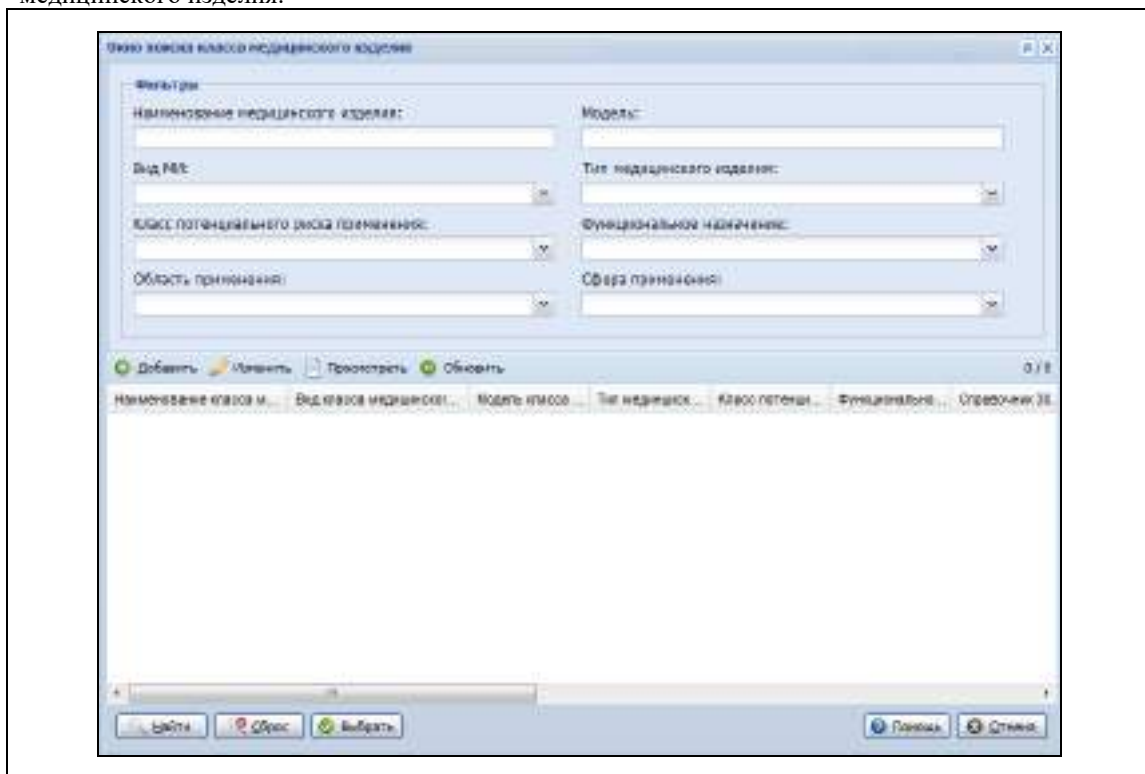 медицинского изделия.
Окно поиска класса медицинского изделия
Фильтры
Наименование медицинского изделия: Модель:
Вид МИ: Тип медицинского изделия:
Класс потенциального риска применения: Функциональное назначение:
Область применения: Сфера применения:
Добавить Изменить Просмотреть Обновить 0 / 0
Наименование класса м... Вид класса медицинског... Модель класса ... Тип медицинск... Класс потенци... Функционально... Справочник
Найти Сброс Выбрать Помощь Отмена